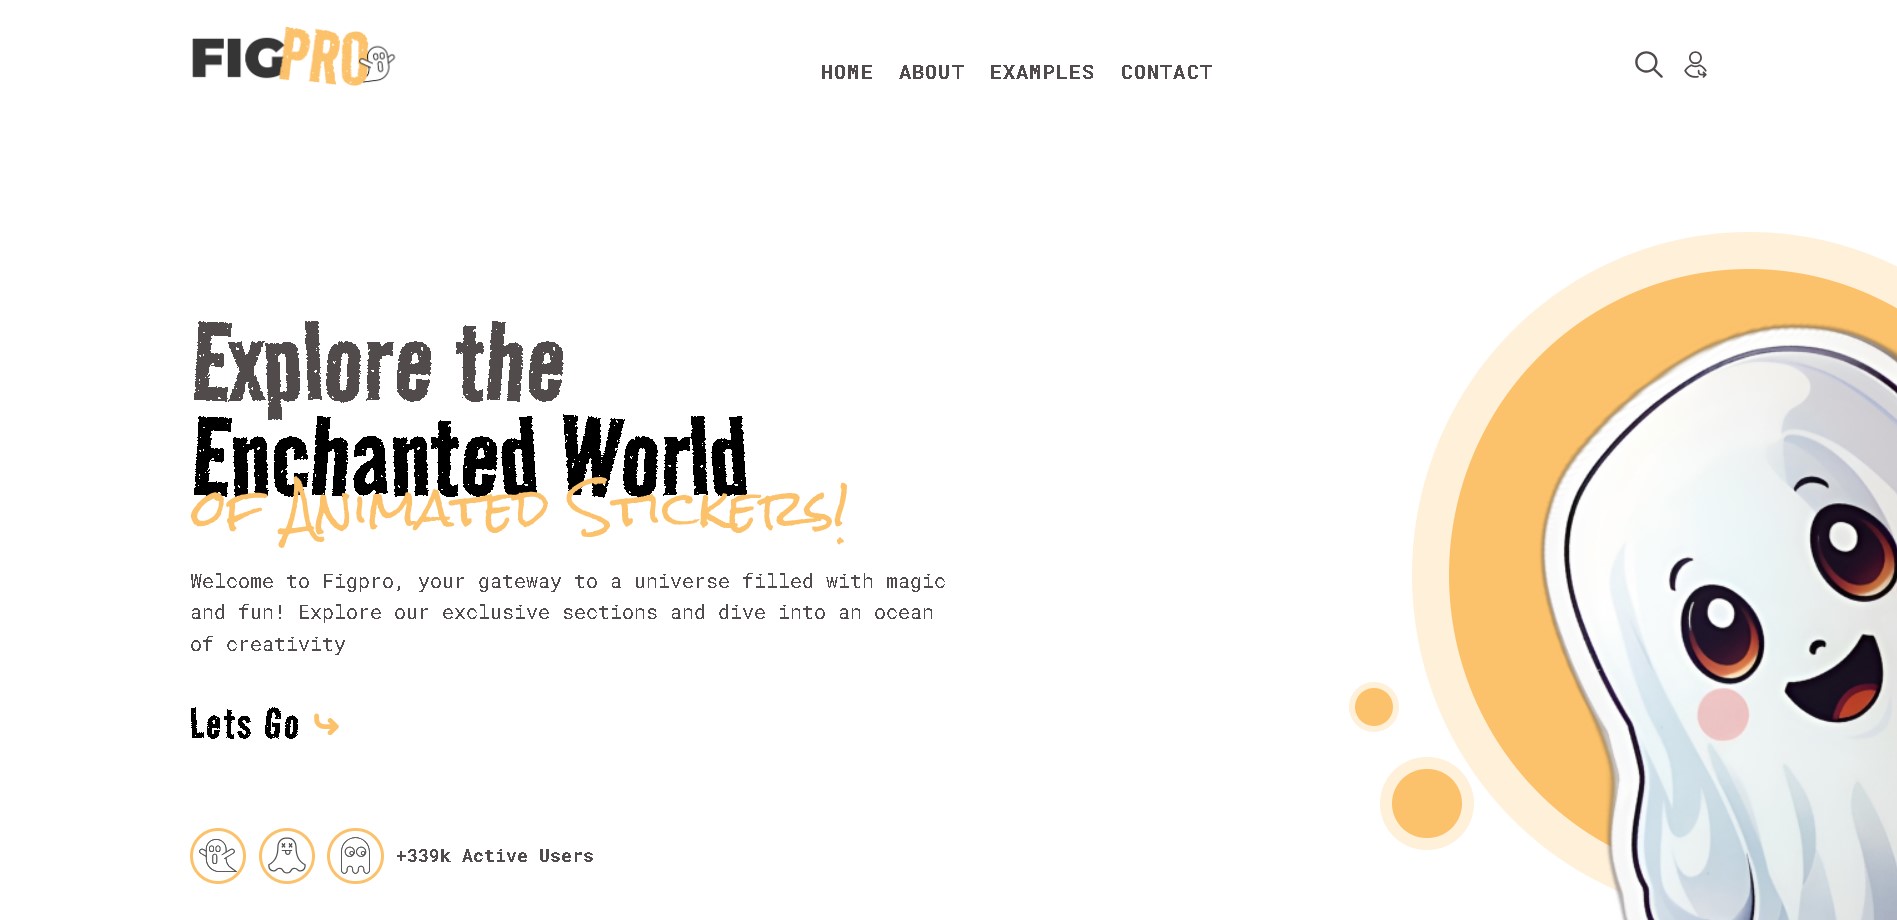 FIGPRO
HOME ABOUT EXAMPLES CONTACT
Explore the
Enchanted World
of Animated Stickers!
Welcome to Figpro, your gateway to a universe filled with magic
and fun! Explore our exclusive sections and dive into an ocean
of creativity
Lets Go
+339k Active Users